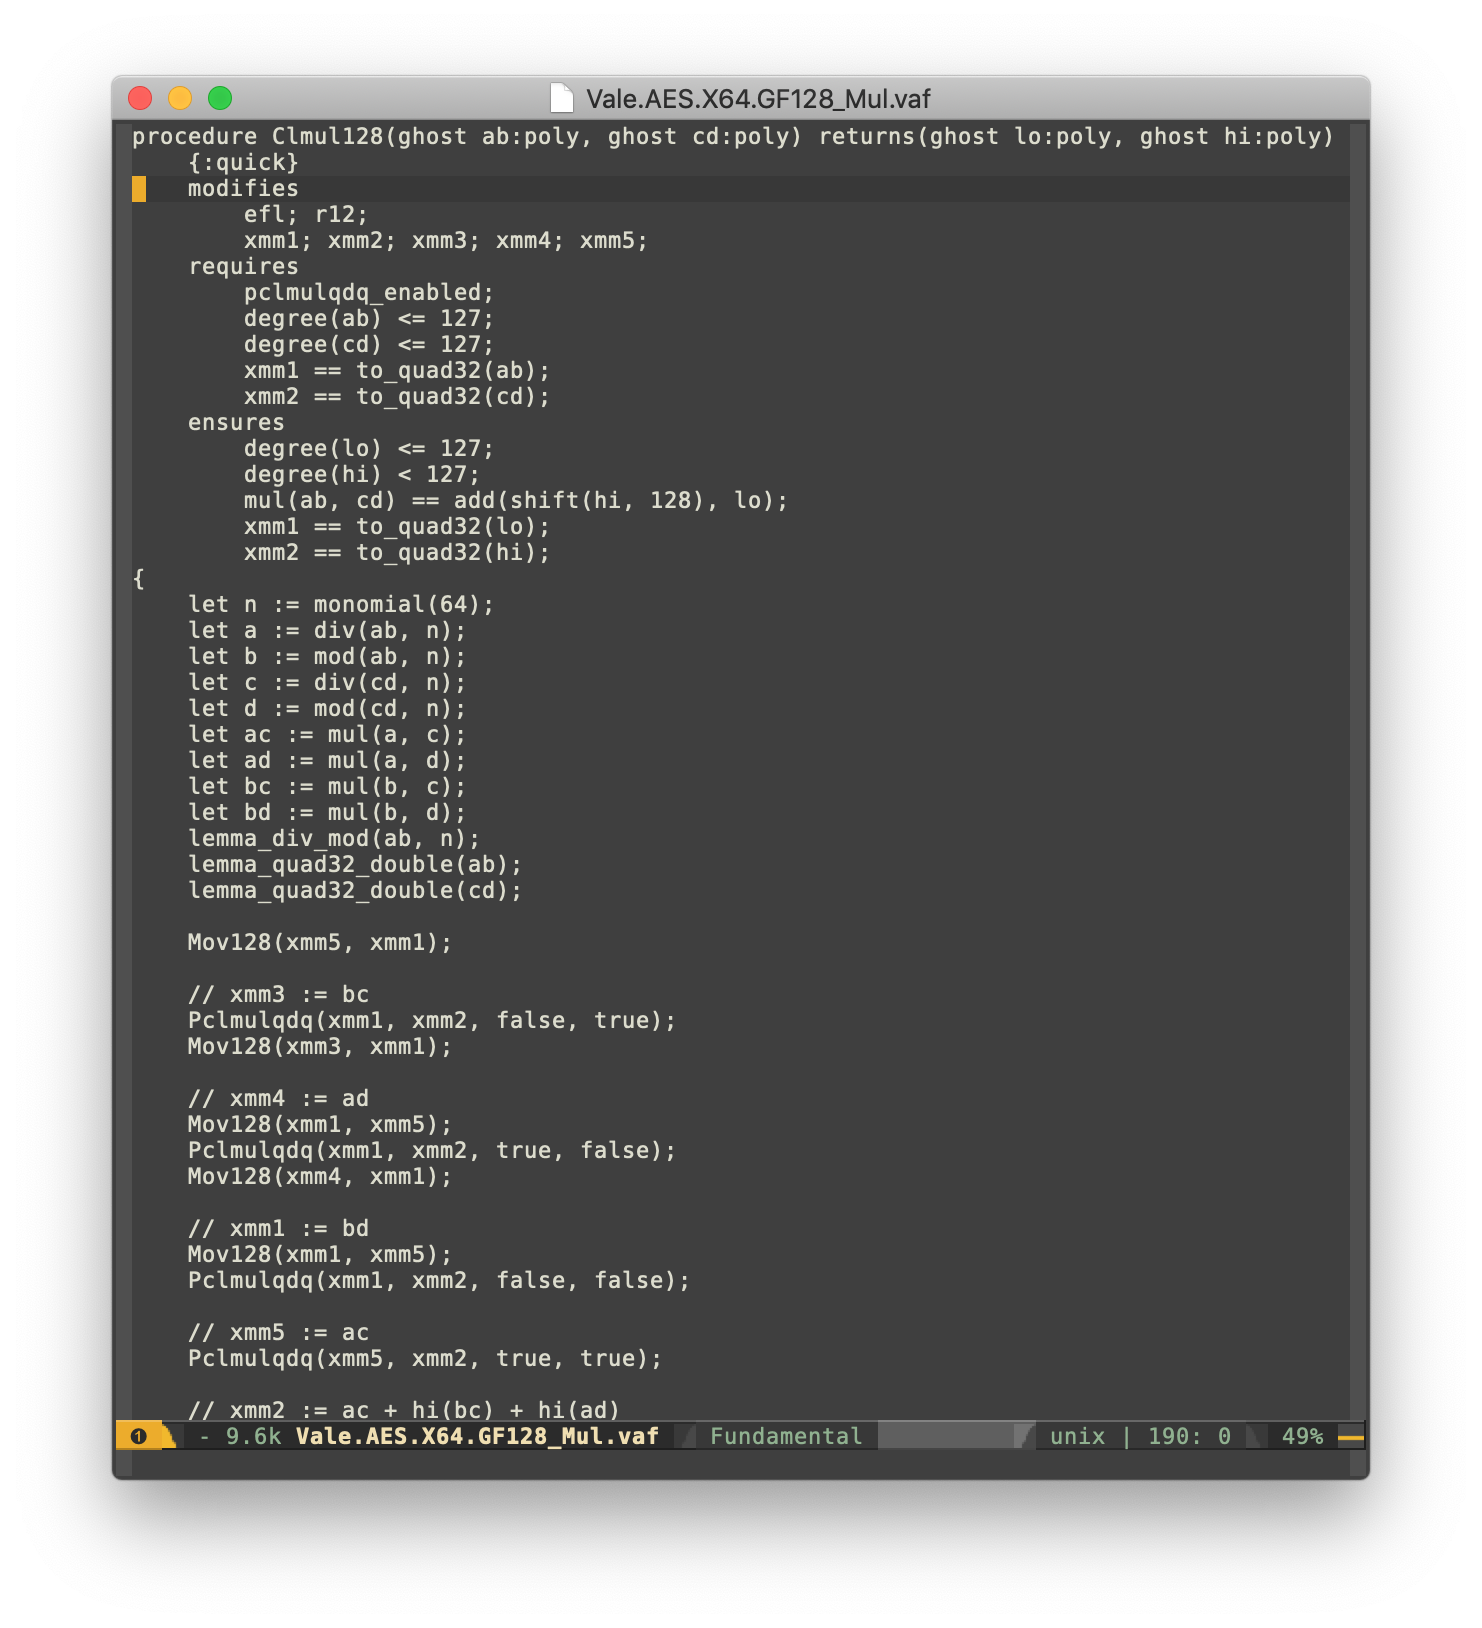 Vale.AES.X64.GF128_Mul.vaf
procedure Clmul128(ghost ab:poly, ghost cd:poly) returns(ghost lo:poly, ghost hi:poly)
    {:quick}
    modifies
        efl; r12;
        xmm1; xmm2; xmm3; xmm4; xmm5;
    requires
        pclmulqdq_enabled;
        degree(ab) <= 127;
        degree(cd) <= 127;
        xmm1 == to_quad32(ab);
        xmm2 == to_quad32(cd);
    ensures
        degree(lo) <= 127;
        degree(hi) < 127;
        mul(ab, cd) == add(shift(hi, 128), lo);
        xmm1 == to_quad32(lo);
        xmm2 == to_quad32(hi);
{
    let n := monomial(64);
    let a := div(ab, n);
    let b := mod(ab, n);
    let c := div(cd, n);
    let d := mod(cd, n);
    let ac := mul(a, c);
    let ad := mul(a, d);
    let bc := mul(b, c);
    let bd := mul(b, d);
    lemma_div_mod(ab, n);
    lemma_quad32_double(ab);
    lemma_quad32_double(cd);

    Mov128(xmm5, xmm1);

    // xmm3 := bc
    Pclmulqdq(xmm1, xmm2, false, true);
    Mov128(xmm3, xmm1);

    // xmm4 := ad
    Mov128(xmm1, xmm5);
    Pclmulqdq(xmm1, xmm2, true, false);
    Mov128(xmm4, xmm1);

    // xmm1 := bd
    Mov128(xmm1, xmm5);
    Pclmulqdq(xmm1, xmm2, false, false);

    // xmm5 := ac
    Pclmulqdq(xmm5, xmm2, true, true);

    // xmm2 := ac + hi(bc) + hi(ad)
❶ - 9.6k Vale.AES.X64.GF128_Mul.vaf Fundamental unix | 190: 0 49%